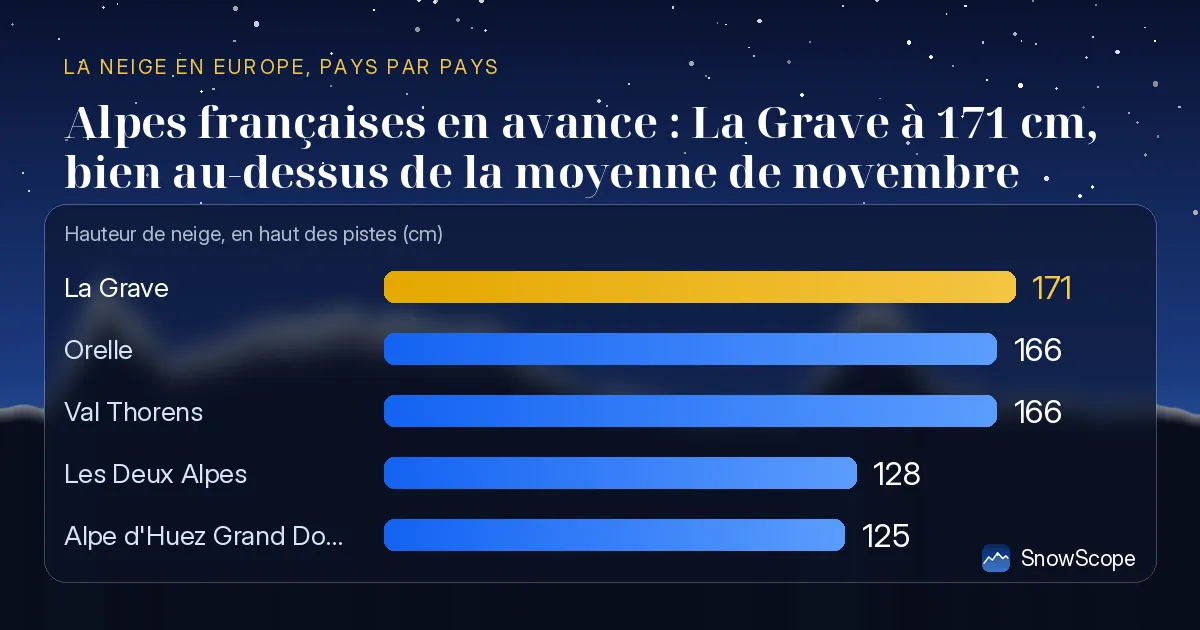 LA NEIGE EN EUROPE, PAYS PAR PAYS
Alpes françaises en avance : La Grave à 171 cm,
bien au-dessus de la moyenne de novembre
Hauteur de neige, en haut des pistes (cm)
La Grave 171
Orelle 166
Val Thorens 166
Les Deux Alpes 128
Alpe d'Huez Grand Do... 125
SnowScope